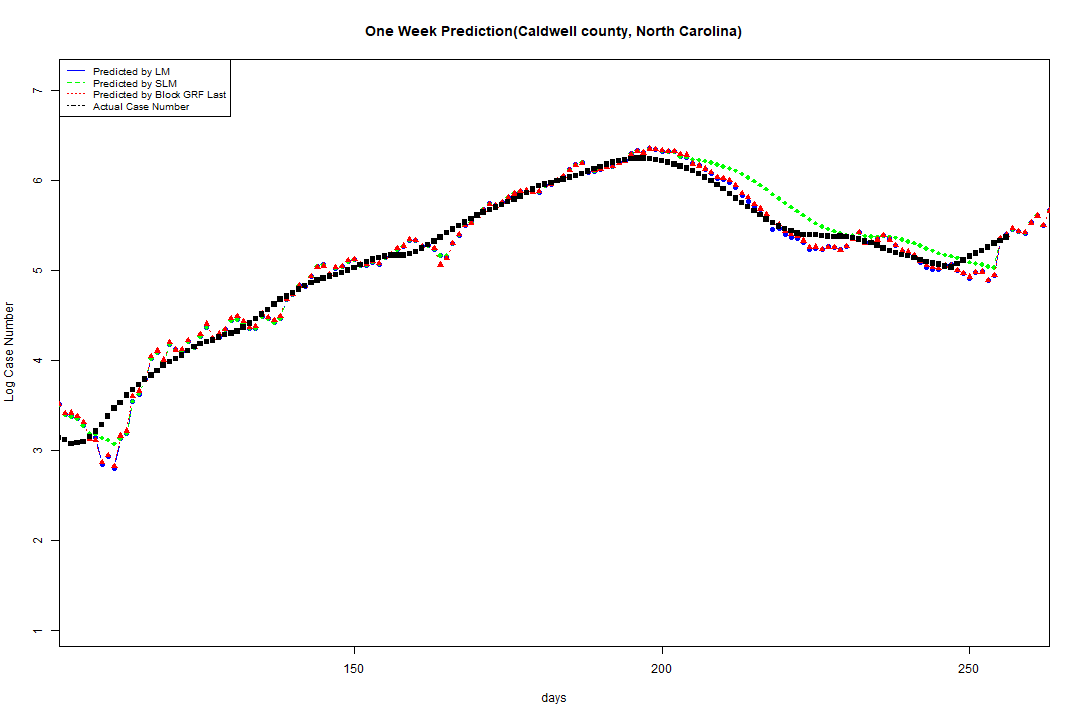 One Week Prediction(Caldwell county, North Carolina)
Predicted by LM
Predicted by SLM
Predicted by Block GRF Last
Actual Case Number
7
6
5
4
3
2
1
Log Case Number
150
200
250
days